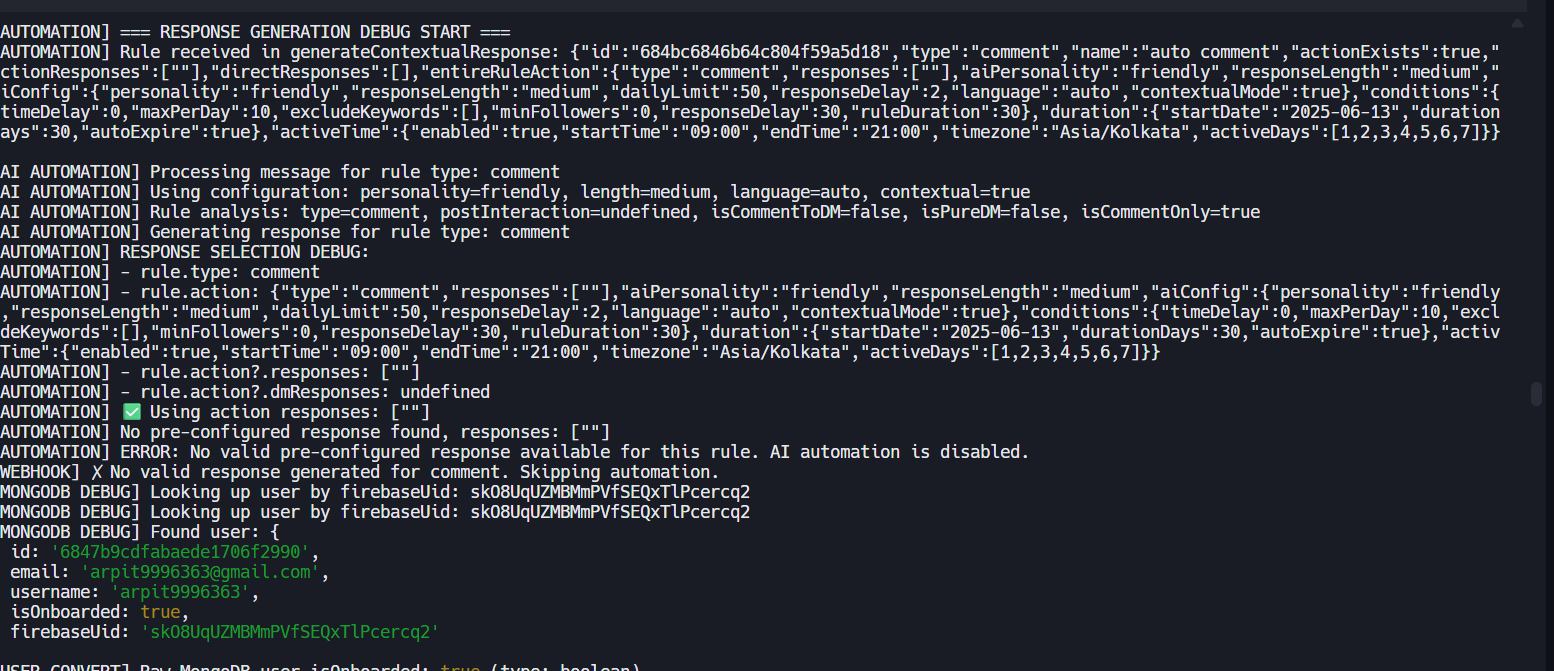 AUTOMATION] === RESPONSE GENERATION DEBUG START ===
AUTOMATION] Rule received in generateContextualResponse: {"id":"684bc6846b64c804f59a5d18","type":"comment","name":"auto comment","actionExists":true,"
ctionResponses":[""],"directResponses":[],"entireRuleAction":{"type":"comment","responses":[""],"aiPersonality":"friendly","responseLength":"medium","
iConfig":{"personality":"friendly","responseLength":"medium","dailyLimit":50,"responseDelay":2,"language":"auto","contextualMode":true},"conditions":{
timeDelay":0,"maxPerDay":10,"excludeKeywords":[],"minFollowers":0,"responseDelay":30,"ruleDuration":30},"duration":{"startDate":"2025-06-13","duration
ays":30,"autoExpire":true},"activeTime":{"enabled":true,"startTime":"09:00","endTime":"21:00","timezone":"Asia/Kolkata","activeDays":[1,2,3,4,5,6,7]}}
AI AUTOMATION] Processing message for rule type: comment
AI AUTOMATION] Using configuration: personality=friendly, length=medium, language=auto, contextual=true
AI AUTOMATION] Rule analysis: type=comment, postInteraction=undefined, isCommentToDM=false, isPureDM=false, isCommentOnly=true
AI AUTOMATION] Generating response for rule type: comment
AUTOMATION] RESPONSE SELECTION DEBUG:
AUTOMATION] - rule.type: comment
AUTOMATION] - rule.action: {"type":"comment","responses":[""],"aiPersonality":"friendly","responseLength":"medium","aiConfig":{"personality":"friendly
,"responseLength":"medium","dailyLimit":50,"responseDelay":2,"language":"auto","contextualMode":true},"conditions":{"timeDelay":0,"maxPerDay":10,"excl
deKeywords":[],"minFollowers":0,"responseDelay":30,"ruleDuration":30},"duration":{"startDate":"2025-06-13","durationDays":30,"autoExpire":true},"activ
Time":{"enabled":true,"startTime":"09:00","endTime":"21:00","timezone":"Asia/Kolkata","activeDays":[1,2,3,4,5,6,7]}}
AUTOMATION] - rule.action?.responses: [""]
AUTOMATION] - rule.action?.dmResponses: undefined
AUTOMATION] ✅ Using action responses: [""]
AUTOMATION] No pre-configured response found, responses: [""]
AUTOMATION] ERROR: No valid pre-configured response available for this rule. AI automation is disabled.
WEBHOOK] ✗ No valid response generated for comment. Skipping automation.
MONGODB DEBUG] Looking up user by firebaseUid: skO8UqUZMBMmPVfSEQxTlPcercq2
MONGODB DEBUG] Looking up user by firebaseUid: skO8UqUZMBMmPVfSEQxTlPcercq2
MONGODB DEBUG] Found user: {
id: '6847b9cdfabaede1706f2990',
email: 'arpit9996363@gmail.com',
username: 'arpit9996363',
isOnboarded: true,
firebaseUid: 'skO8UqUZMBMmPVfSEQxTlPcercq2'
USER CONVERT] Raw MongoDB user isOnboarded: true (type: boolean)